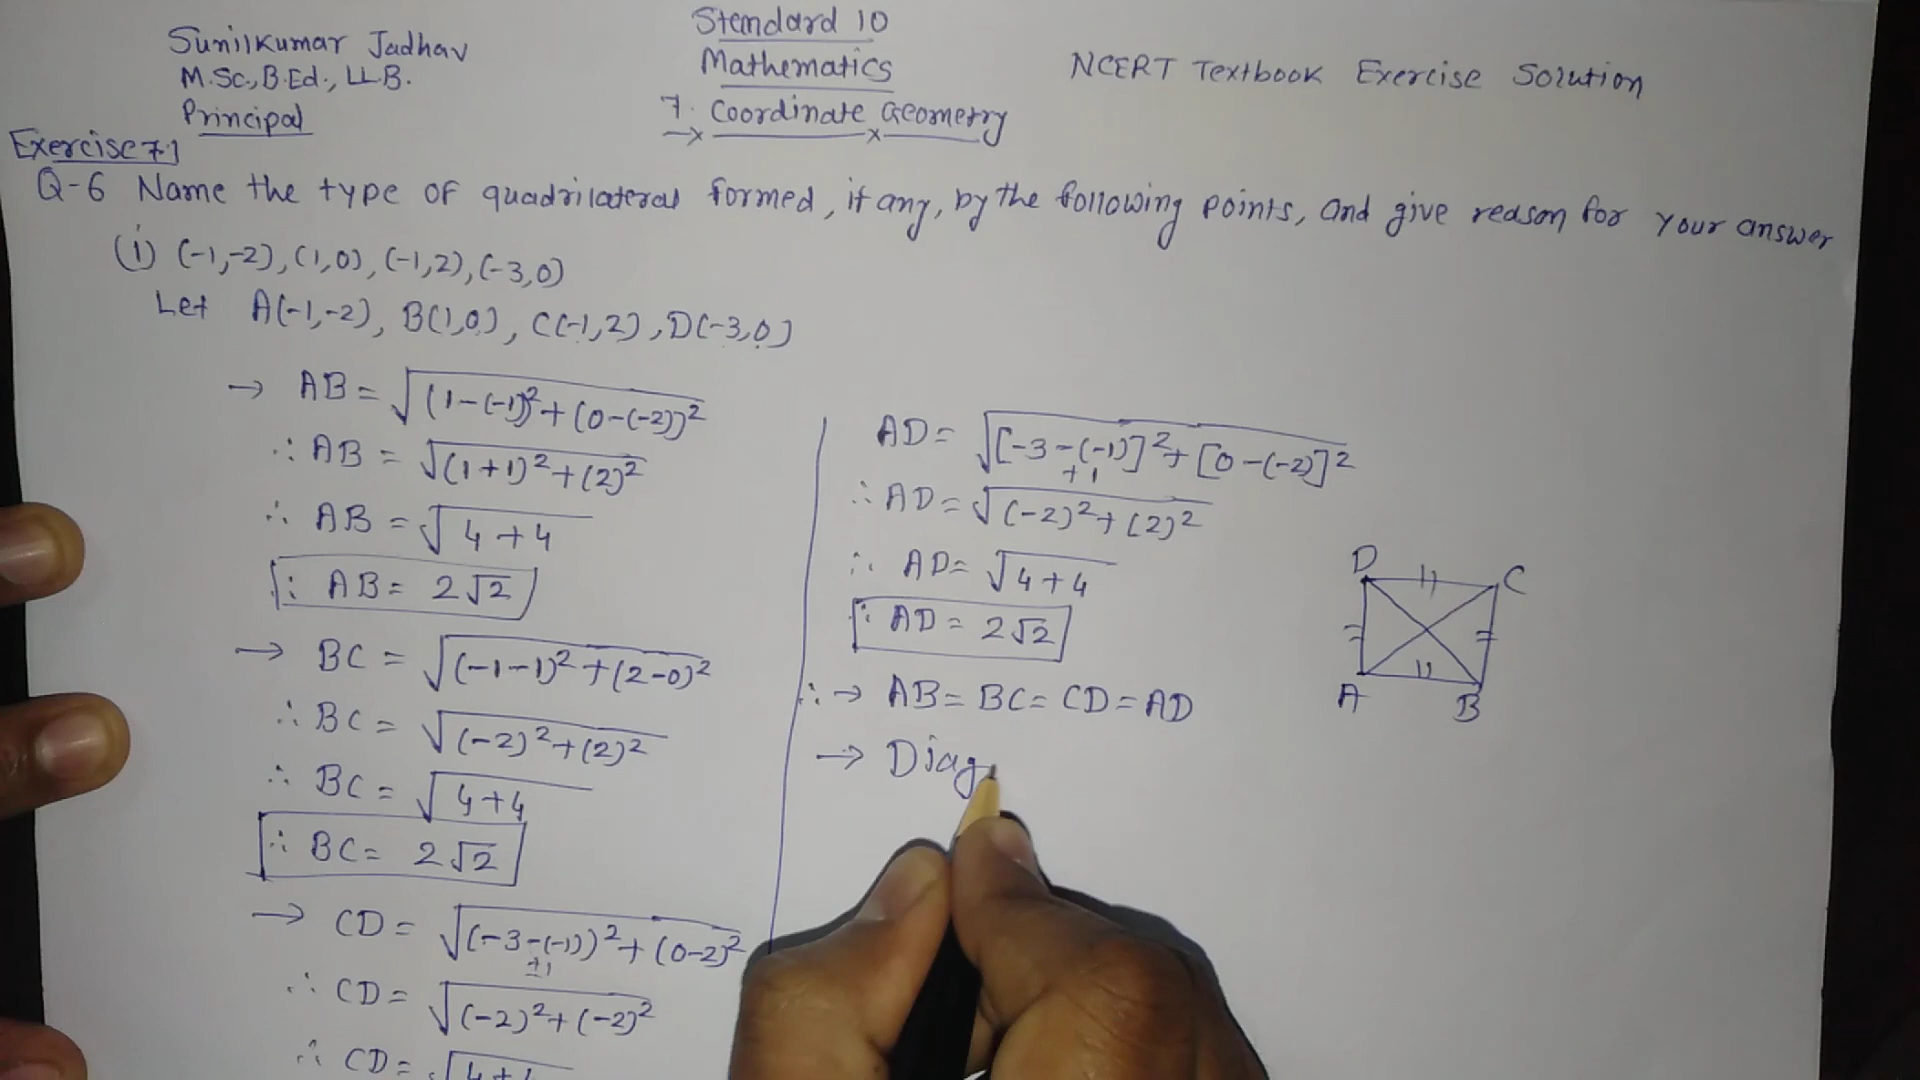 Sunilkumar Jadhav
M.Sc., B.Ed., LL.B.
Principal
Standard 10
Mathematics
7. Coordinate Geometry
NCERT Textbook Exercise Solution
Exercise 7.1
Q-6 Name the type of quadrilateral formed, if any, by the following points, and give reason for your answer
(i) (-1,-2), (1,0), (-1,2), (-3,0)
Let A(-1,-2), B(1,0), C(-1,2), D(-3,0)
→ AB = √(1-(-1))²+(0-(-2))²
∴ AB = √(1+1)²+(2)²
∴ AB = √4+4
∴ AB = 2√2
→ BC = √(-1-1)²+(2-0)²
∴ BC = √(-2)²+(2)²
∴ BC = √4+4
∴ BC = 2√2
→ CD = √(-3-(-1))²+(0-2)²
+1
∴ CD = √(-2)²+(-2)²
∴ CD = √4+4
AD = √[-3-(-1)]²+[0-(-2)]²
+1
∴ AD = √(-2)²+(2)²
∴ AD = √4+4
∴ AD = 2√2
∴ → AB = BC = CD = AD
→ Diag
D C
A B